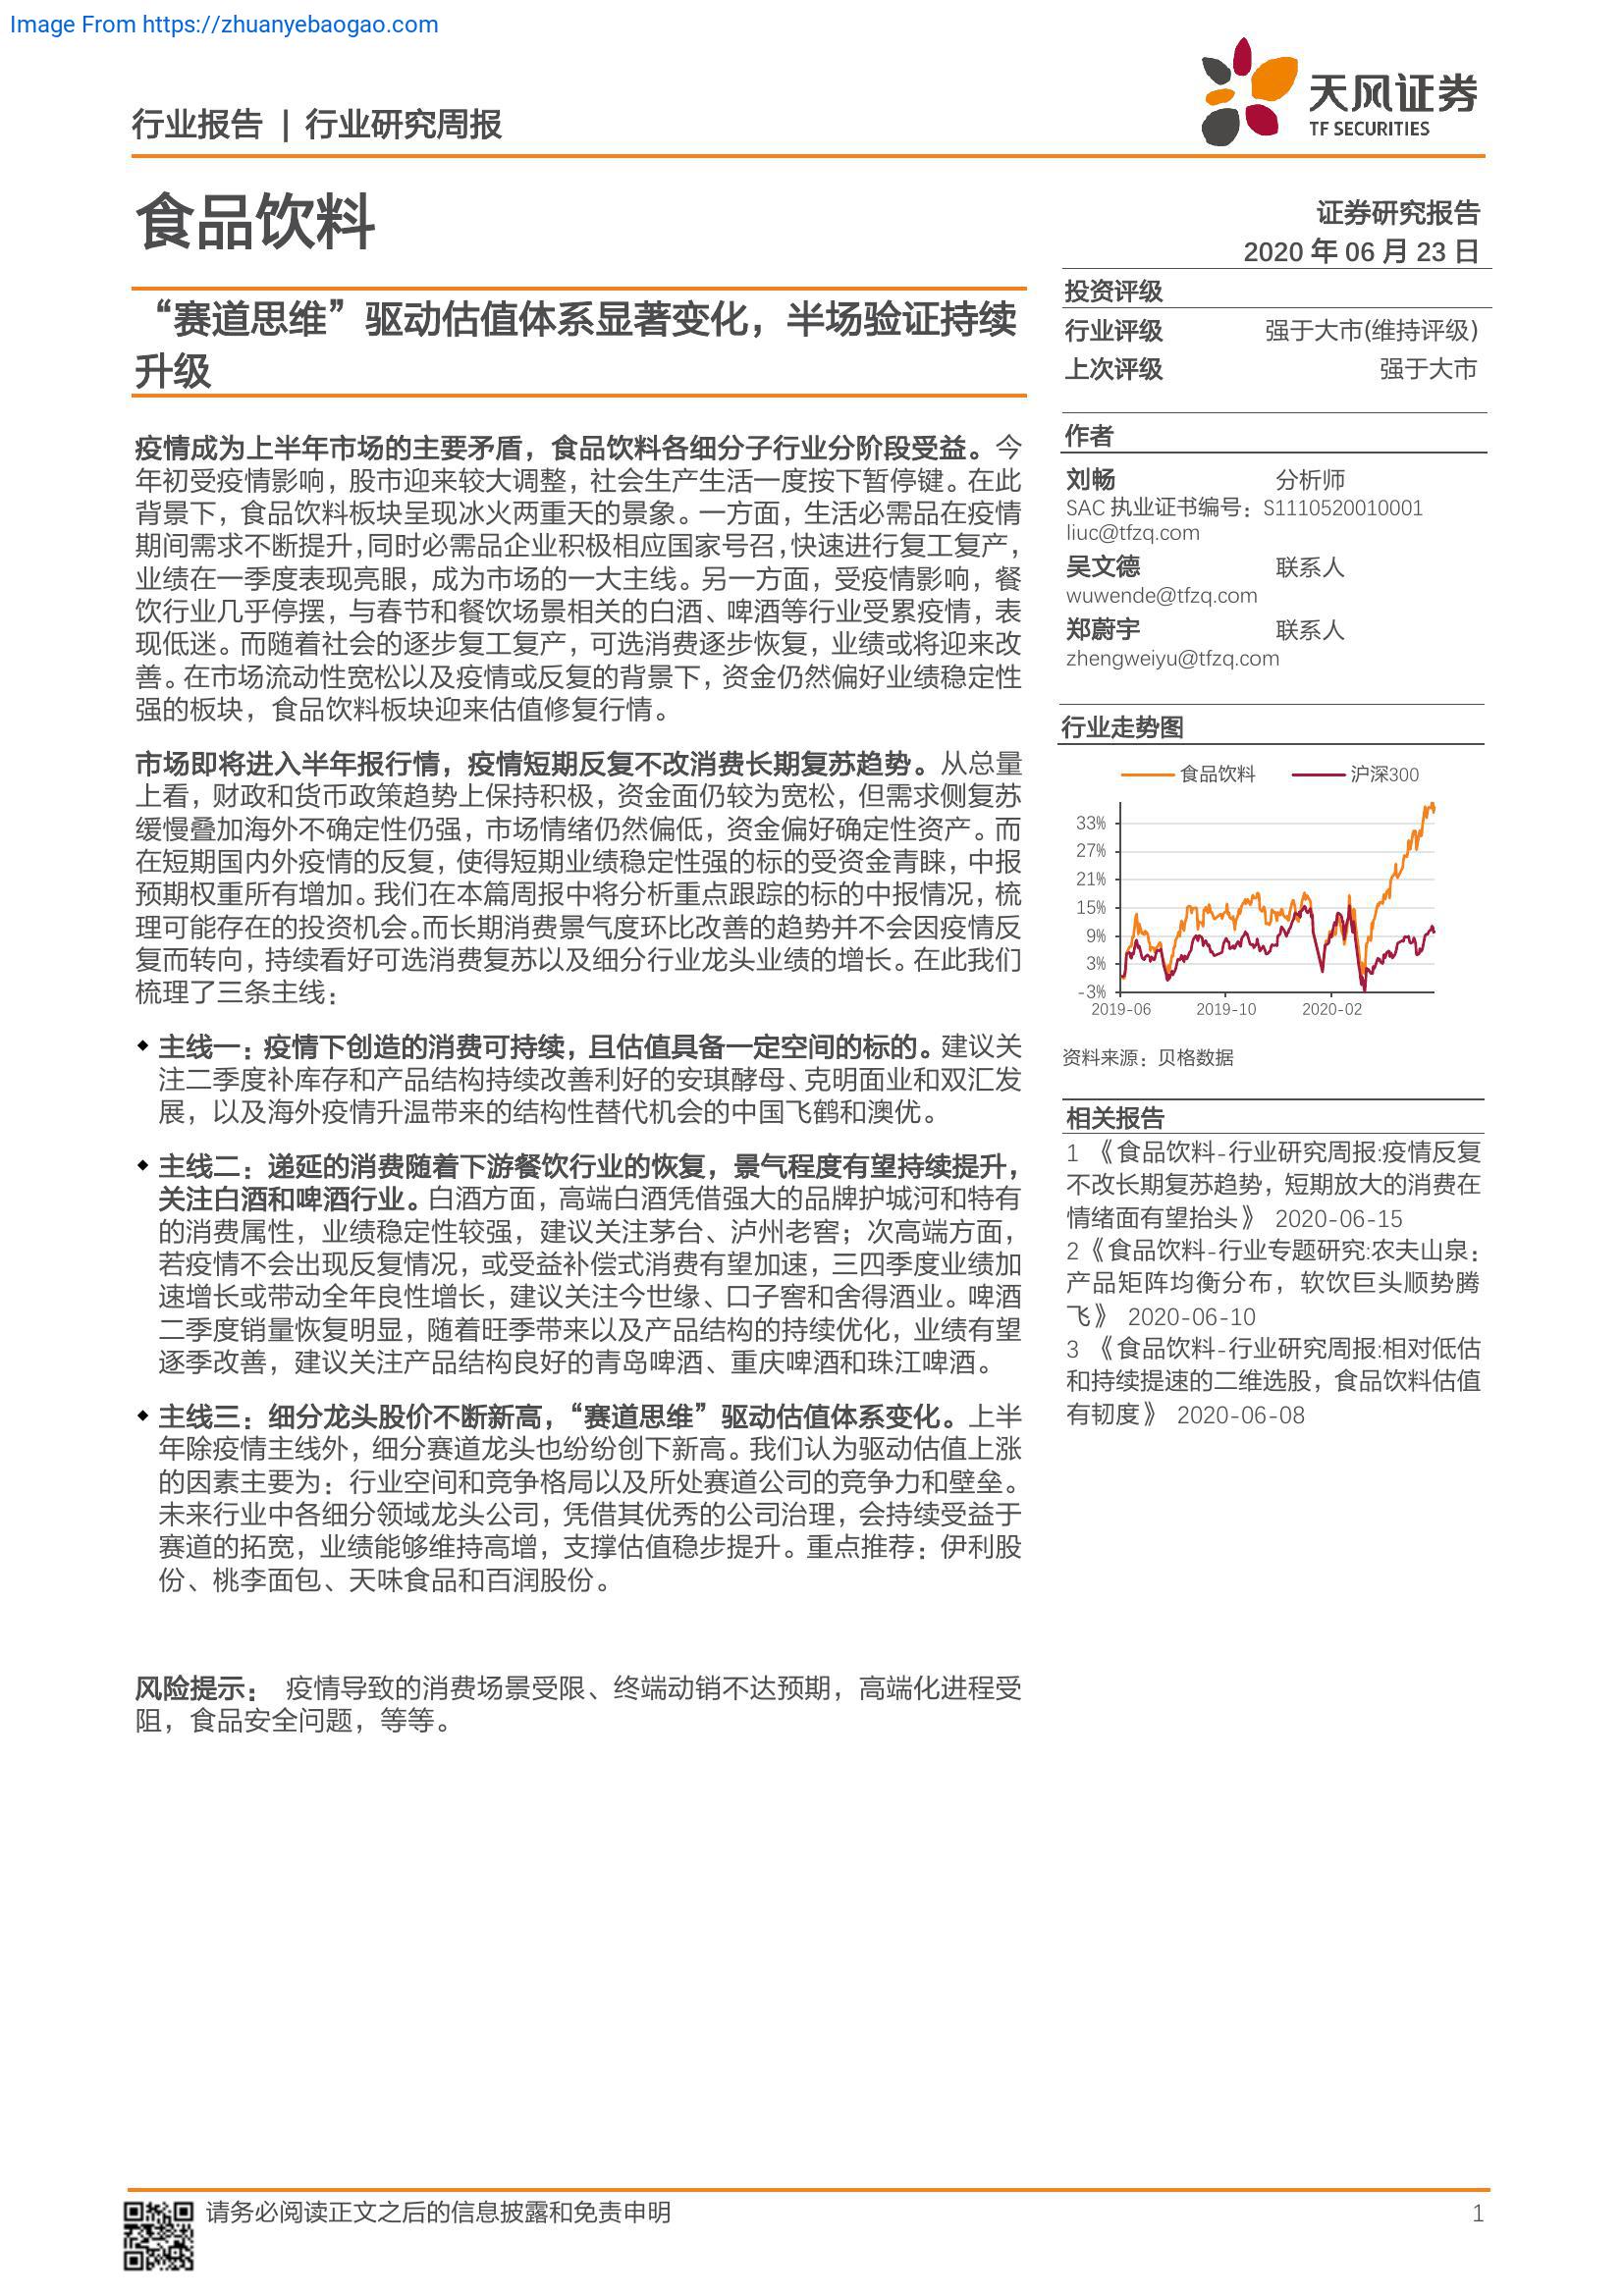 Image From https://zhuanyebaogao.com
行业报告 | 行业研究周报
天风证券
TF SECURITIES
食品饮料
证券研究报告
2020 年 06 月 23 日
“赛道思维”驱动估值体系显著变化，半场验证持续
升级
疫情成为上半年市场的主要矛盾，食品饮料各细分子行业分阶段受益。今
年初受疫情影响，股市迎来较大调整，社会生产生活一度按下暂停键。在此
背景下，食品饮料板块呈现冰火两重天的景象。一方面，生活必需品在疫情
期间需求不断提升，同时必需品企业积极相应国家号召，快速进行复工复产，
业绩在一季度表现亮眼，成为市场的一大主线。另一方面，受疫情影响，餐
饮行业几乎停摆，与春节和餐饮场景相关的白酒、啤酒等行业受累疫情，表
现低迷。而随着社会的逐步复工复产，可选消费逐步恢复，业绩或将迎来改
善。在市场流动性宽松以及疫情或反复的背景下，资金仍然偏好业绩稳定性
强的板块，食品饮料板块迎来估值修复行情。
市场即将进入半年报行情，疫情短期反复不改消费长期复苏趋势。从总量
上看，财政和货币政策趋势上保持积极，资金面仍较为宽松，但需求侧复苏
缓慢叠加海外不确定性仍强，市场情绪仍然偏低，资金偏好确定性资产。而
在短期国内外疫情的反复，使得短期业绩稳定性强的标的受资金青睐，中报
预期权重所有增加。我们在本篇周报中将分析重点跟踪的标的中报情况，梳
理可能存在的投资机会。而长期消费景气度环比改善的趋势并不会因疫情反
复而转向，持续看好可选消费复苏以及细分行业龙头业绩的增长。在此我们
梳理了三条主线：
◆ 主线一：疫情下创造的消费可持续，且估值具备一定空间的标的。建议关
注二季度补库存和产品结构持续改善利好的安琪酵母、克明面业和双汇发
展，以及海外疫情升温带来的结构性替代机会的中国飞鹤和澳优。
◆ 主线二：递延的消费随着下游餐饮行业的恢复，景气程度有望持续提升，
关注白酒和啤酒行业。白酒方面，高端白酒凭借强大的品牌护城河和特有
的消费属性，业绩稳定性较强，建议关注茅台、泸州老窖；次高端方面，
若疫情不会出现反复情况，或受益补偿式消费有望加速，三四季度业绩加
速增长或带动全年良性增长，建议关注今世缘、口子窖和舍得酒业。啤酒
二季度销量恢复明显，随着旺季带来以及产品结构的持续优化，业绩有望
逐季改善，建议关注产品结构良好的青岛啤酒、重庆啤酒和珠江啤酒。
◆ 主线三：细分龙头股价不断新高，“赛道思维”驱动估值体系变化。上半
年除疫情主线外，细分赛道龙头也纷纷创下新高。我们认为驱动估值上涨
的因素主要为：行业空间和竞争格局以及所处赛道公司的竞争力和壁垒。
未来行业中各细分领域龙头公司，凭借其优秀的公司治理，会持续受益于
赛道的拓宽，业绩能够维持高增，支撑估值稳步提升。重点推荐：伊利股
份、桃李面包、天味食品和百润股份。
风险提示： 疫情导致的消费场景受限、终端动销不达预期，高端化进程受
阻，食品安全问题，等等。
投资评级
行业评级 强于大市(维持评级)
上次评级 强于大市
作者
刘畅 分析师
SAC 执业证书编号：S1110520010001
liuc@tfzq.com
吴文德 联系人
wuwende@tfzq.com
郑蔚宇 联系人
zhengweiyu@tfzq.com
行业走势图
食品饮料 沪深300
33%
27%
21%
15%
9%
3%
-3%
2019-06 2019-10 2020-02
资料来源：贝格数据
相关报告
1 《食品饮料-行业研究周报:疫情反复
不改长期复苏趋势，短期放大的消费在
情绪面有望抬头》 2020-06-15
2《食品饮料-行业专题研究:农夫山泉：
产品矩阵均衡分布，软饮巨头顺势腾
飞》 2020-06-10
3 《食品饮料-行业研究周报:相对低估
和持续提速的二维选股，食品饮料估值
有韧度》 2020-06-08
请务必阅读正文之后的信息披露和免责申明
1